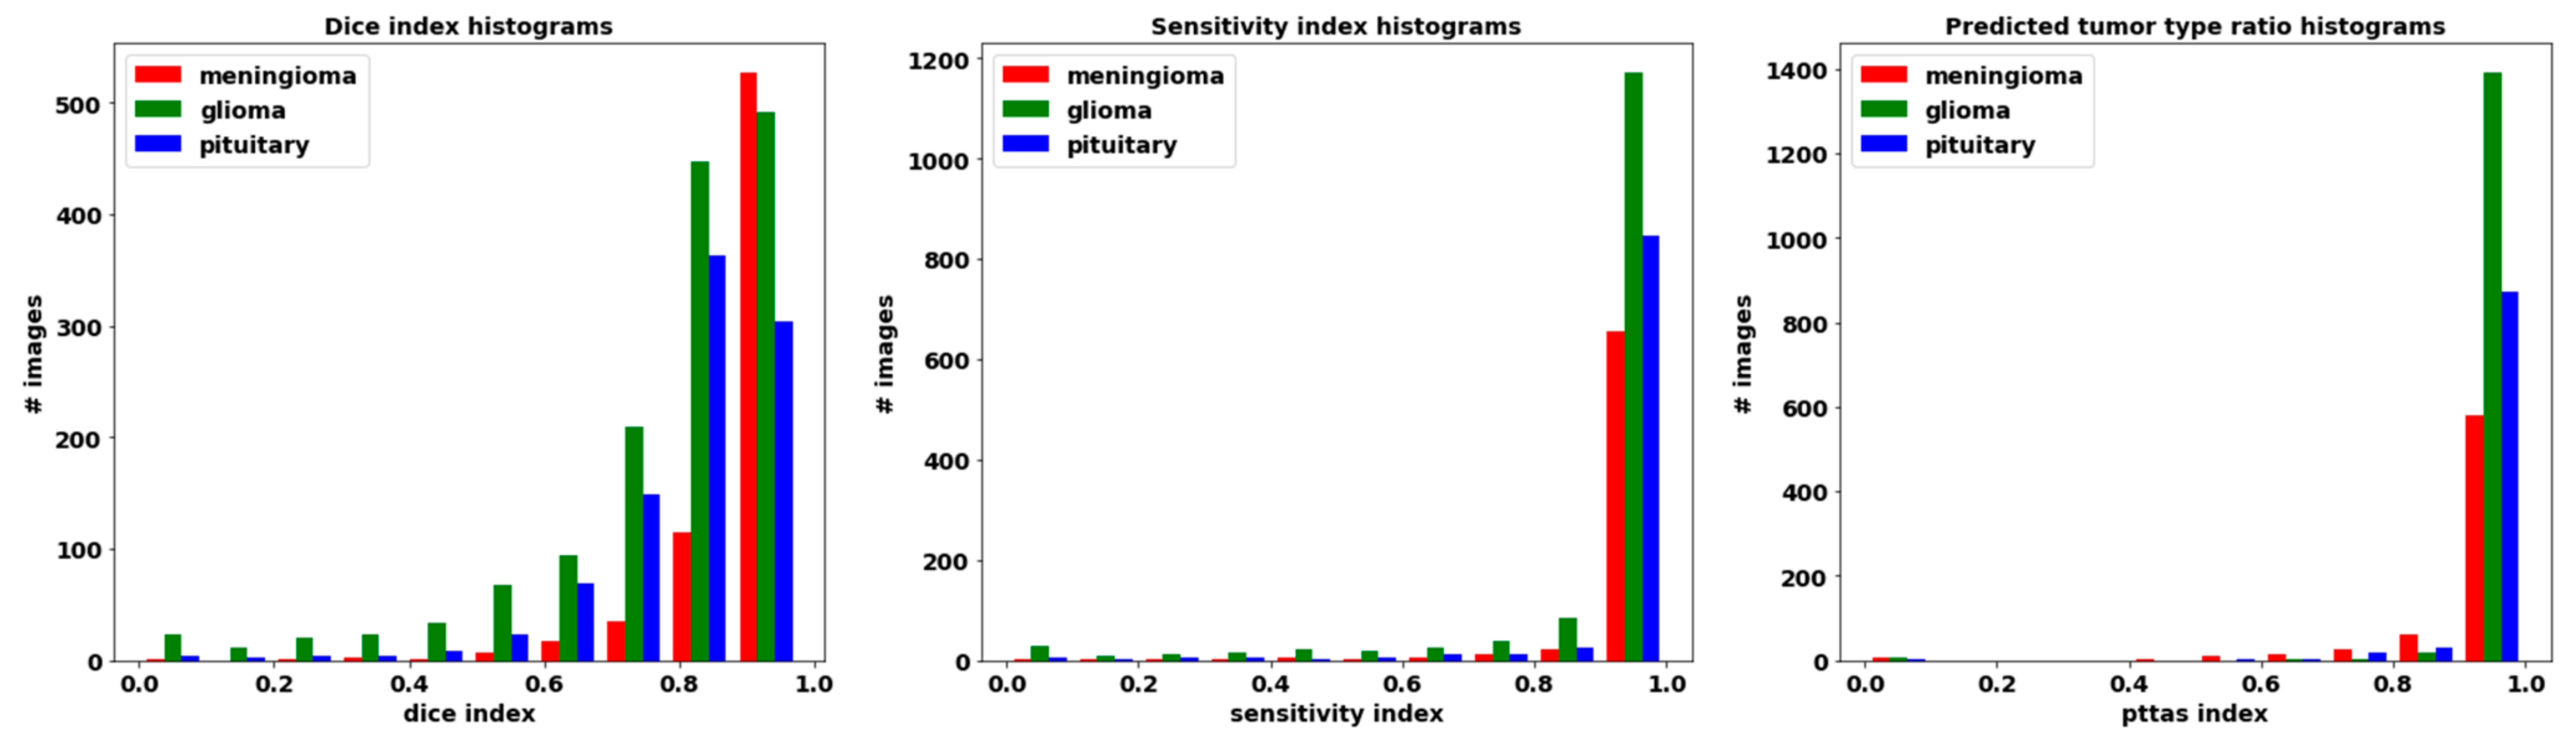 Dice index histograms
meningioma
glioma
pituitary
500
400
300
200
100
0
# images
0.0 0.2 0.4 0.6 0.8 1.0
dice index
Sensitivity index histograms
meningioma
glioma
pituitary
1200
1000
800
600
400
200
0
# images
0.0 0.2 0.4 0.6 0.8 1.0
sensitivity index
Predicted tumor type ratio histograms
meningioma
glioma
pituitary
1400
1200
1000
800
600
400
200
0
# images
0.0 0.2 0.4 0.6 0.8 1.0
pttas index